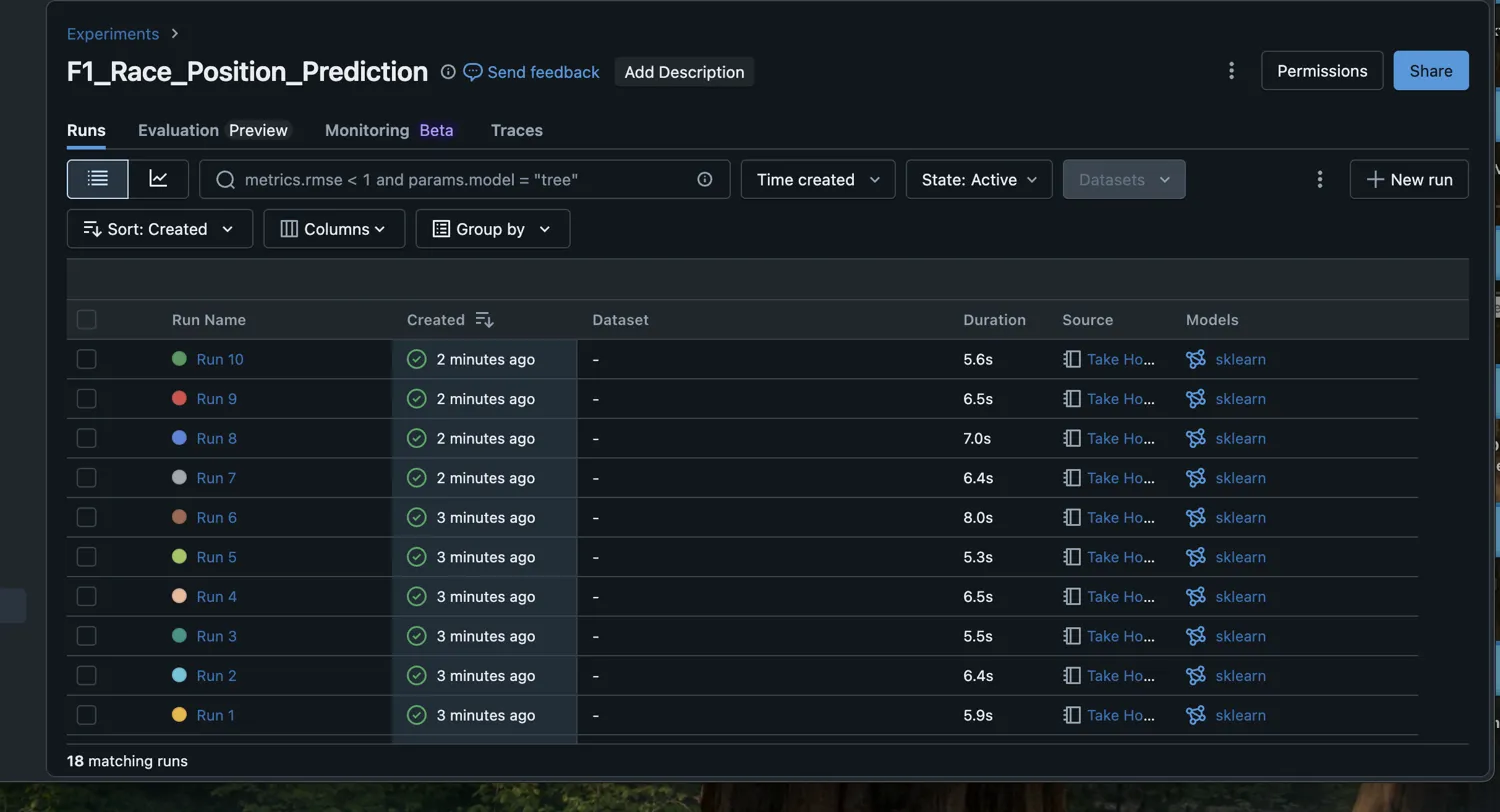 Experiments
F1_Race_Position_Prediction Send feedback Add Description Permissions Share
Runs Evaluation Preview Monitoring Beta Traces
metrics.rmse < 1 and params.model = "tree" Time created State: Active Datasets New run
Sort: Created Columns Group by
Run Name Created Dataset Duration Source Models
Run 10 2 minutes ago - 5.6s Take Ho... sklearn
Run 9 2 minutes ago - 6.5s Take Ho... sklearn
Run 8 2 minutes ago - 7.0s Take Ho... sklearn
Run 7 2 minutes ago - 6.4s Take Ho... sklearn
Run 6 3 minutes ago - 8.0s Take Ho... sklearn
Run 5 3 minutes ago - 5.3s Take Ho... sklearn
Run 4 3 minutes ago - 6.5s Take Ho... sklearn
Run 3 3 minutes ago - 5.5s Take Ho... sklearn
Run 2 3 minutes ago - 6.4s Take Ho... sklearn
Run 1 3 minutes ago - 5.9s Take Ho... sklearn
18 matching runs